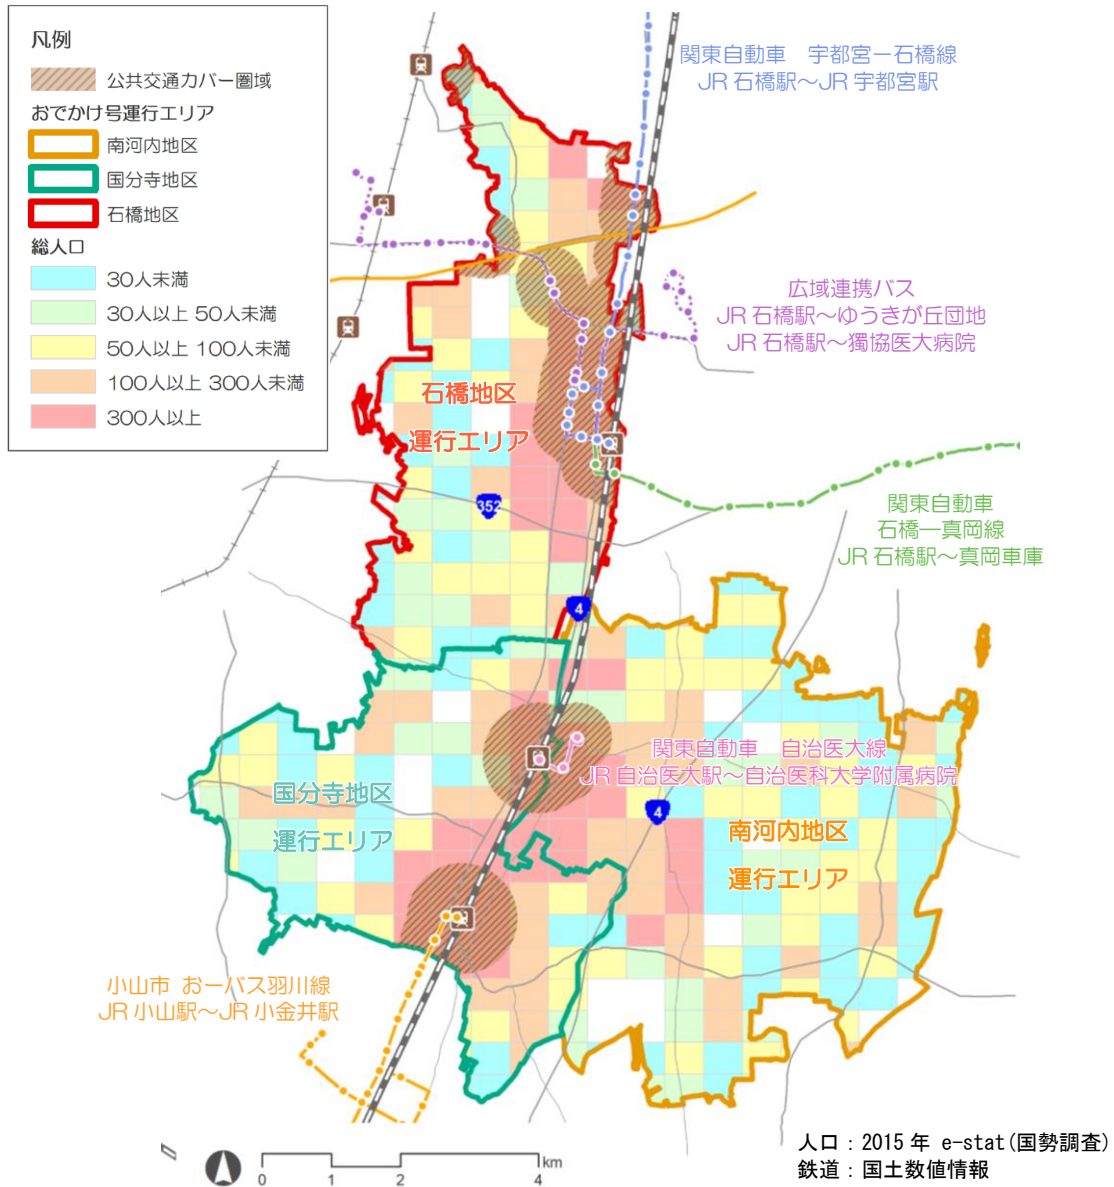 凡例
公共交通カバー圏域
おでかけ号運行エリア
南河内地区
国分寺地区
石橋地区
総人口
30人未満
30人以上 50人未満
50人以上 100人未満
100人以上 300人未満
300人以上
関東自動車　宇都宮ー石橋線
JR 石橋駅～JR 宇都宮駅
広域連携バス
JR 石橋駅～ゆうきが丘団地
JR 石橋駅～獨協医大病院
石橋地区
運行エリア
352
関東自動車
石橋ー真岡線
JR 石橋駅～真岡車庫
4
関東自動車　自治医大線
JR 自治医大駅～自治医科大学附属病院
国分寺地区
運行エリア
4
南河内地区
運行エリア
小山市 おーバス羽川線
JR 小山駅～JR 小金井駅
人口：2015 年 e-stat(国勢調査)
鉄道：国土数値情報
km
0 1 2 4